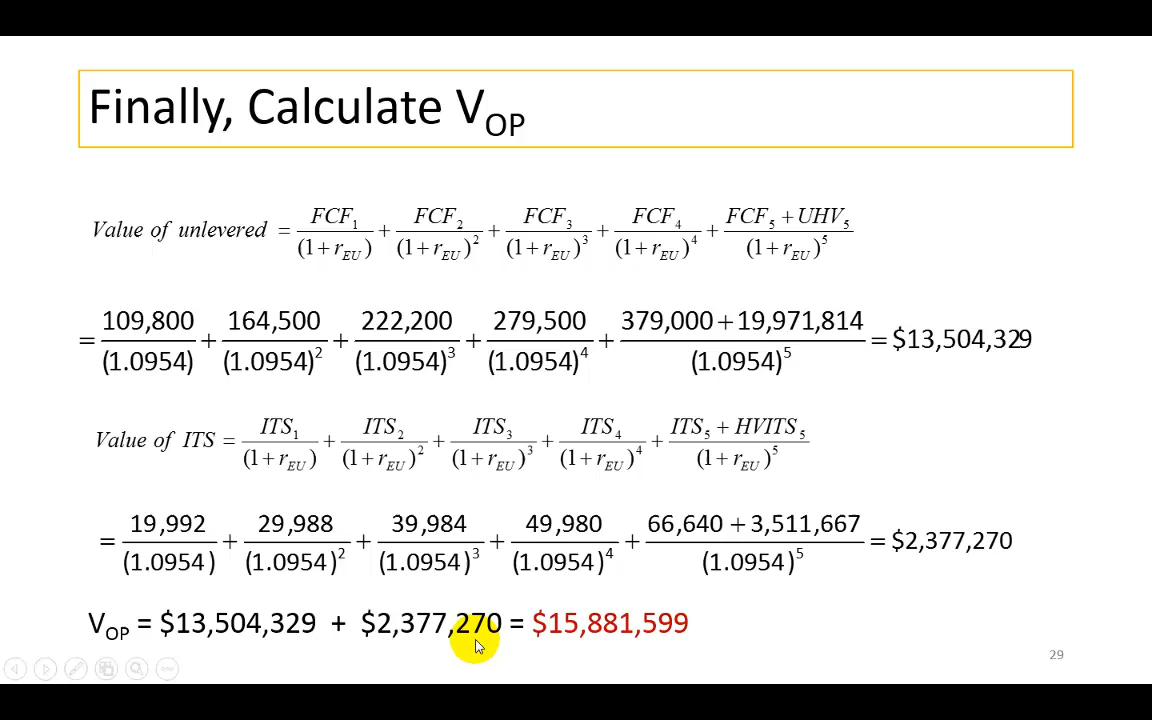 Finally, Calculate V_OP
Value of unlevered = FCF_1/(1+r_EU) + FCF_2/(1+r_EU)^2 + FCF_3/(1+r_EU)^3 + FCF_4/(1+r_EU)^4 + FCF_5+UHV_5/(1+r_EU)^5
= 109,800/(1.0954) + 164,500/(1.0954)^2 + 222,200/(1.0954)^3 + 279,500/(1.0954)^4 + 379,000+19,971,814/(1.0954)^5 = $13,504,329
Value of ITS = ITS_1/(1+r_EU) + ITS_2/(1+r_EU)^2 + ITS_3/(1+r_EU)^3 + ITS_4/(1+r_EU)^4 + ITS_5+HVITS_5/(1+r_EU)^5
= 19,992/(1.0954) + 29,988/(1.0954)^2 + 39,984/(1.0954)^3 + 49,980/(1.0954)^4 + 66,640+3,511,667/(1.0954)^5 = $2,377,270
V_OP = $13,504,329 + $2,377,270 = $15,881,599
29